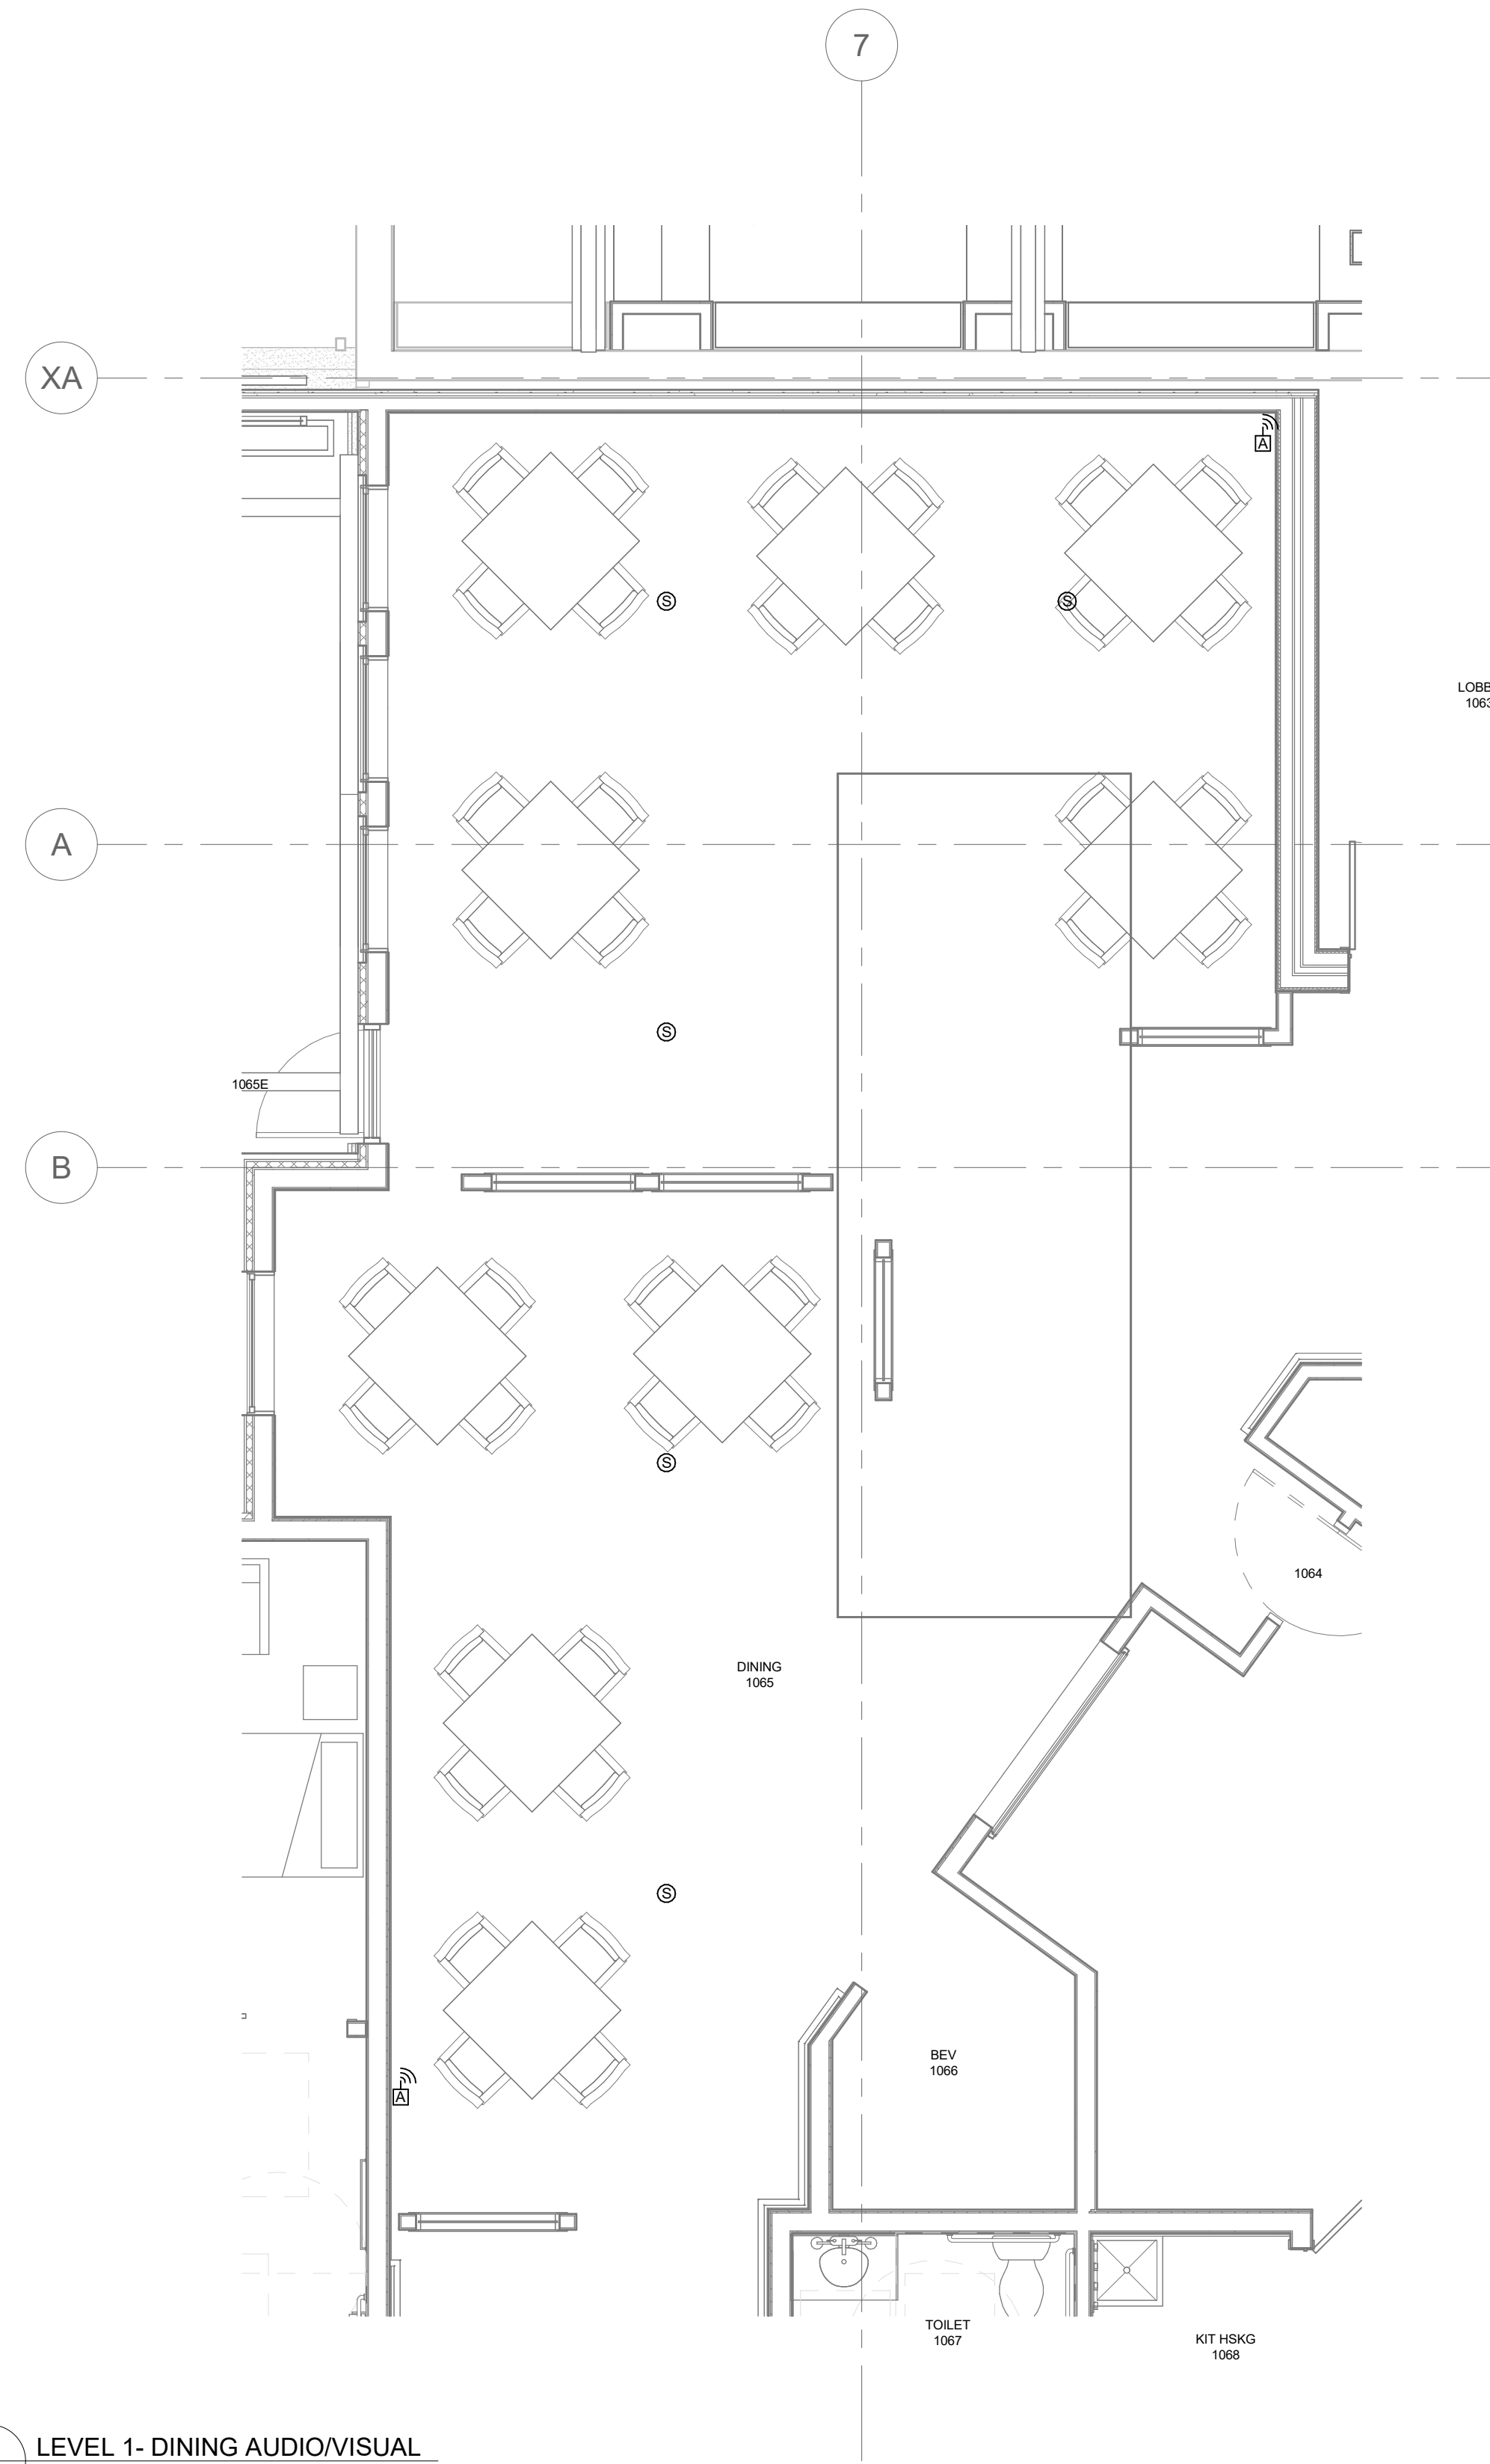 7
XA
A
S
S
LOBB
1063
A
S
1065E
B
S
1064
DINING
1065
S
BEV
1066
A
TOILET
1067
KIT HSKG
1068
LEVEL 1- DINING AUDIO/VISUAL